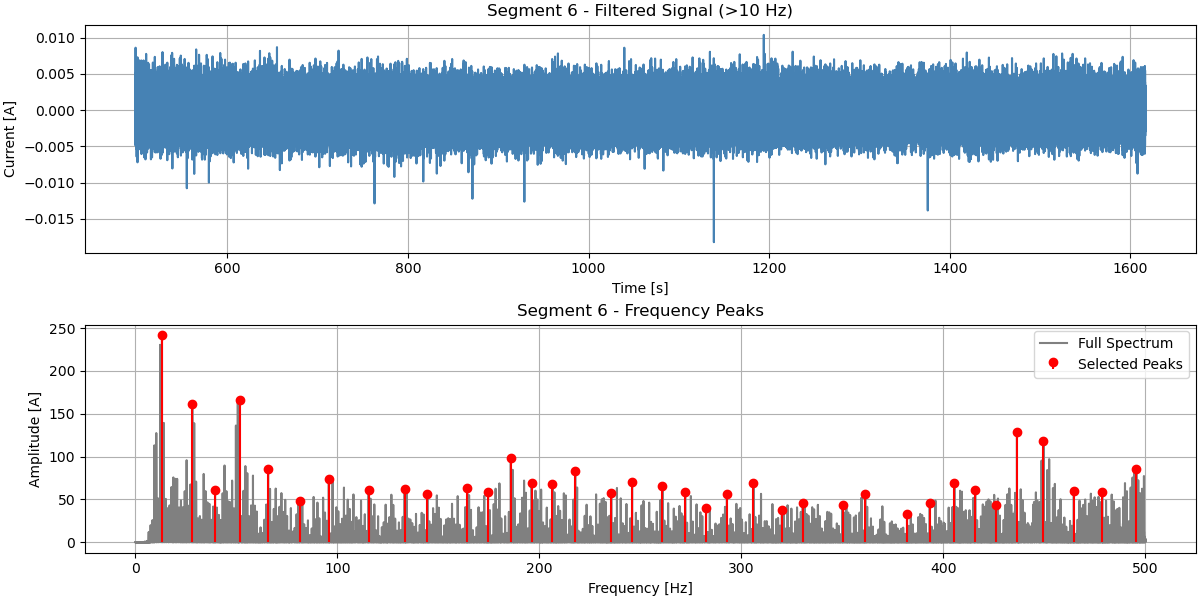 Segment 6 - Filtered Signal (>10 Hz)
0.010
0.005
0.000
−0.005
−0.010
−0.015
Current [A]
600 800 1000 1200 1400 1600
Time [s]
Segment 6 - Frequency Peaks
250
200
150
100
50
0
Amplitude [A]
Full Spectrum
Selected Peaks
0 100 200 300 400 500
Frequency [Hz]